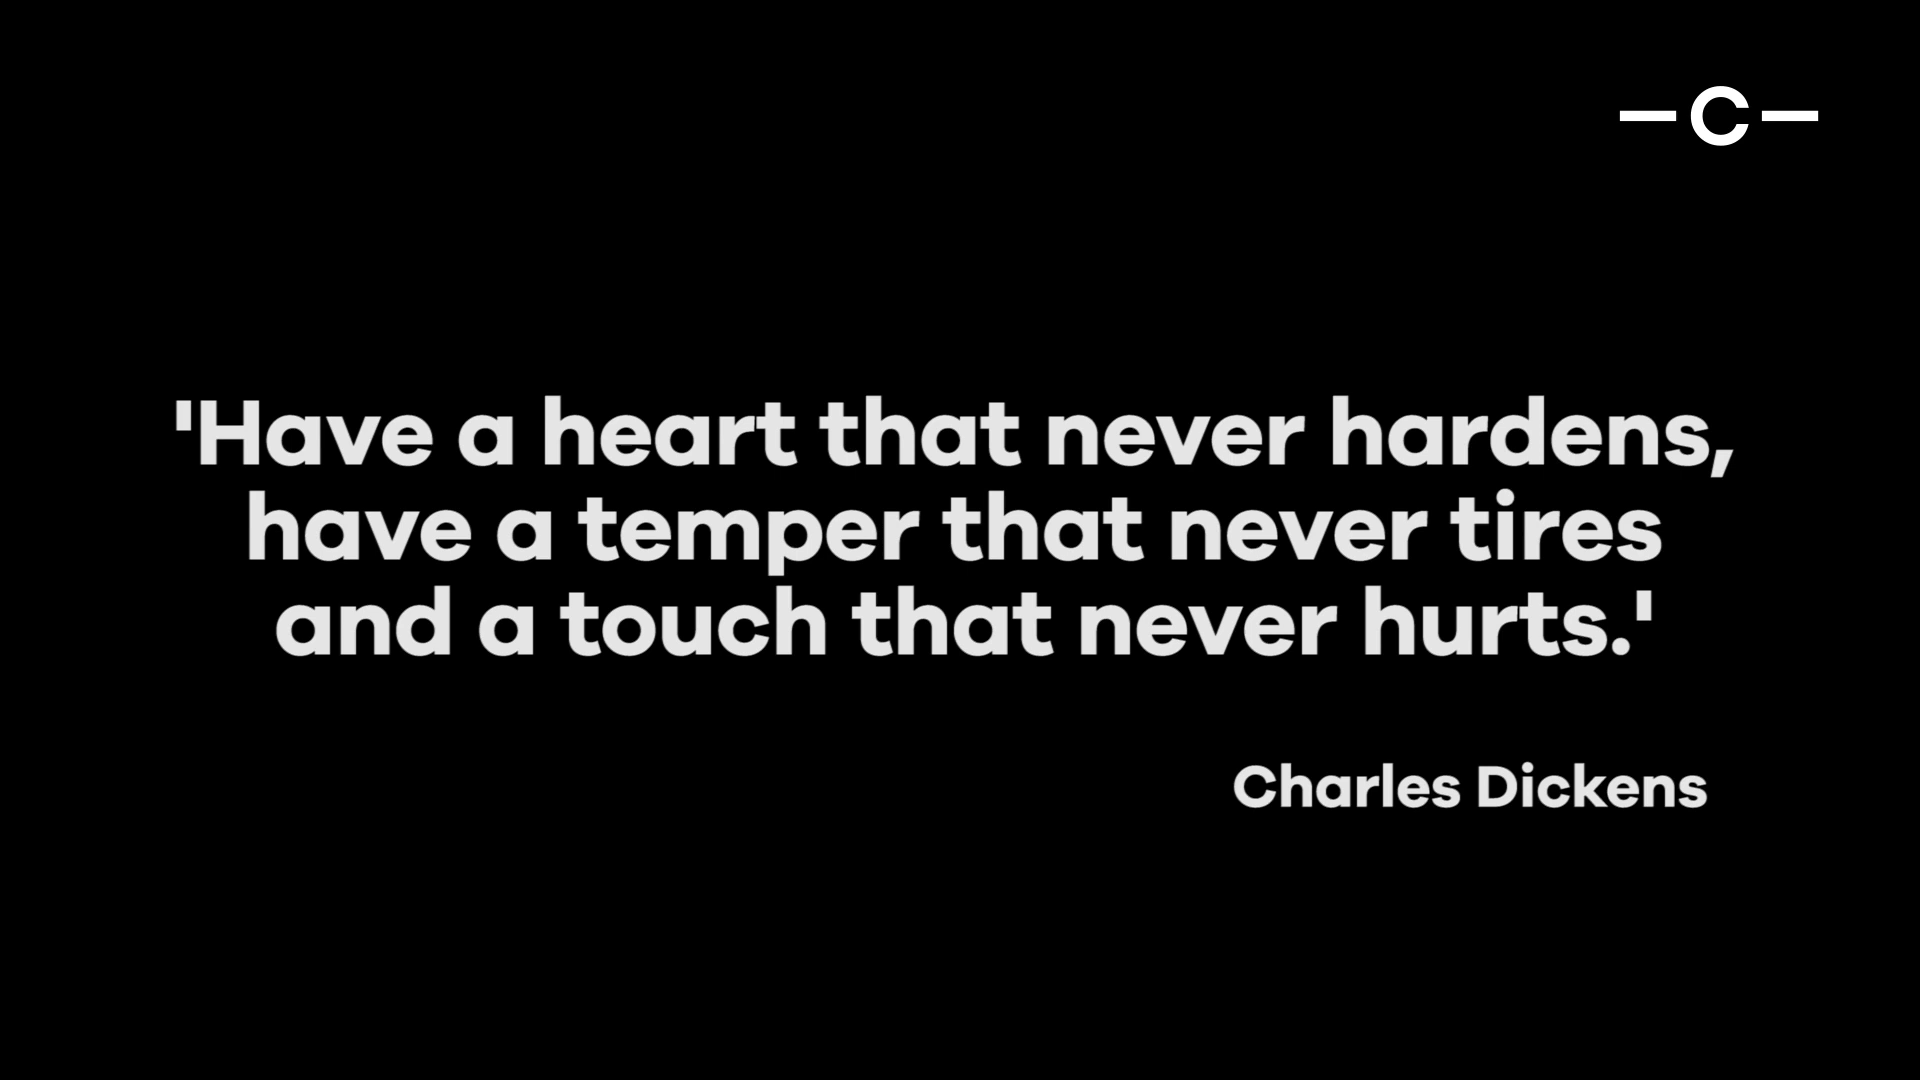 —C—
'Have a heart that never hardens,
have a temper that never tires
and a touch that never hurts.'
Charles Dickens